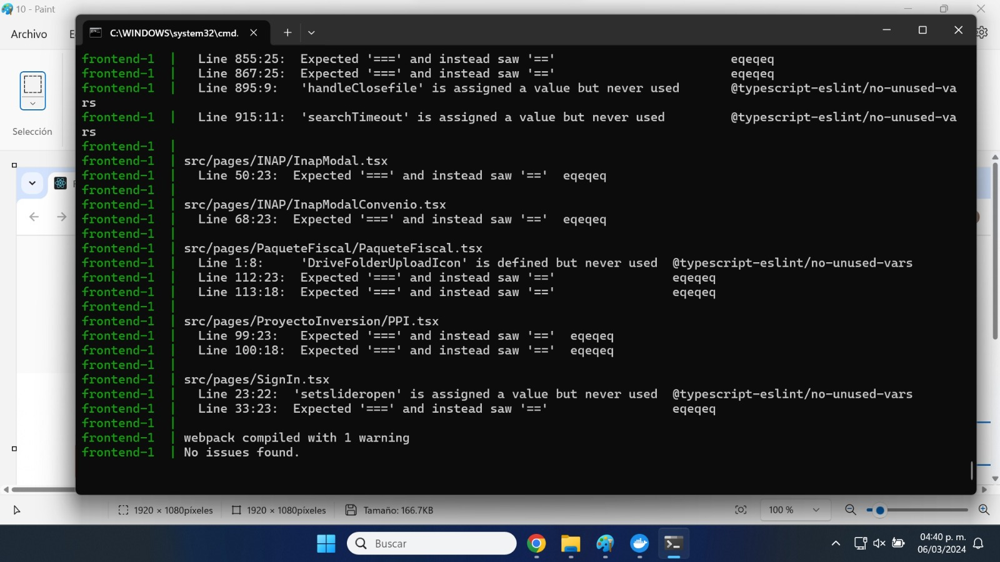 10 - Paint
Archivo
C:\WINDOWS\system32\cmd.
Selección
frontend-1 | Line 855:25: Expected '===' and instead saw '==' eqeqeq
frontend-1 | Line 867:25: Expected '===' and instead saw '==' eqeqeq
frontend-1 | Line 895:9: 'handleClosefile' is assigned a value but never used @typescript-eslint/no-unused-va
rs
frontend-1 | Line 915:11: 'searchTimeout' is assigned a value but never used @typescript-eslint/no-unused-va
rs
frontend-1 |
frontend-1 | src/pages/INAP/InapModal.tsx
frontend-1 | Line 50:23: Expected '===' and instead saw '==' eqeqeq
frontend-1 |
frontend-1 | src/pages/INAP/InapModalConvenio.tsx
frontend-1 | Line 68:23: Expected '===' and instead saw '==' eqeqeq
frontend-1 |
frontend-1 | src/pages/PaqueteFiscal/PaqueteFiscal.tsx
frontend-1 | Line 1:8: 'DriveFolderUploadIcon' is defined but never used @typescript-eslint/no-unused-vars
frontend-1 | Line 112:23: Expected '===' and instead saw '==' eqeqeq
frontend-1 | Line 113:18: Expected '===' and instead saw '==' eqeqeq
frontend-1 |
frontend-1 | src/pages/ProyectoInversion/PPI.tsx
frontend-1 | Line 99:23: Expected '===' and instead saw '==' eqeqeq
frontend-1 | Line 100:18: Expected '===' and instead saw '==' eqeqeq
frontend-1 |
frontend-1 | src/pages/SignIn.tsx
frontend-1 | Line 23:22: 'setslideropen' is assigned a value but never used @typescript-eslint/no-unused-vars
frontend-1 | Line 33:23: Expected '===' and instead saw '==' eqeqeq
frontend-1 |
frontend-1 | webpack compiled with 1 warning
frontend-1 | No issues found.
1920 × 1080píxeles
1920 × 1080píxeles
Tamaño: 166.7KB
100 %
Buscar
04:40 p. m.
06/03/2024